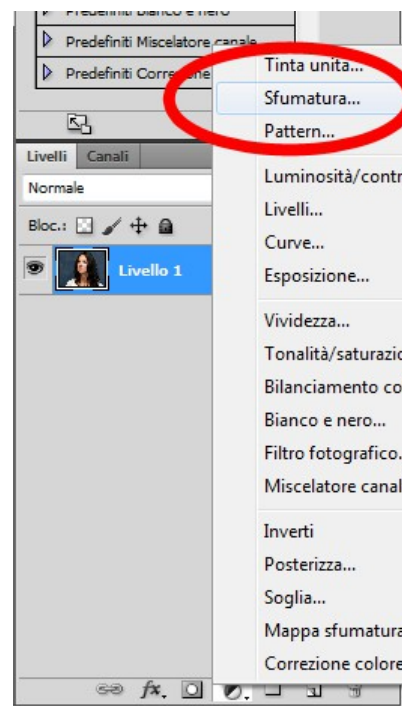 Predefiniti Bianco e nero
Predefiniti Miscelatore canale
Predefiniti Correzione
Livelli Canali
Normale
Bloc.:
Livello 1
fx.
Tinta unita...
Sfumatura...
Pattern...
Luminosità/contr
Livelli...
Curve...
Esposizione...
Vividezza...
Tonalità/saturazio
Bilanciamento co
Bianco e nero...
Filtro fotografico.
Miscelatore canal
Inverti
Posterizza...
Soglia...
Mappa sfumatura
Correzione colore